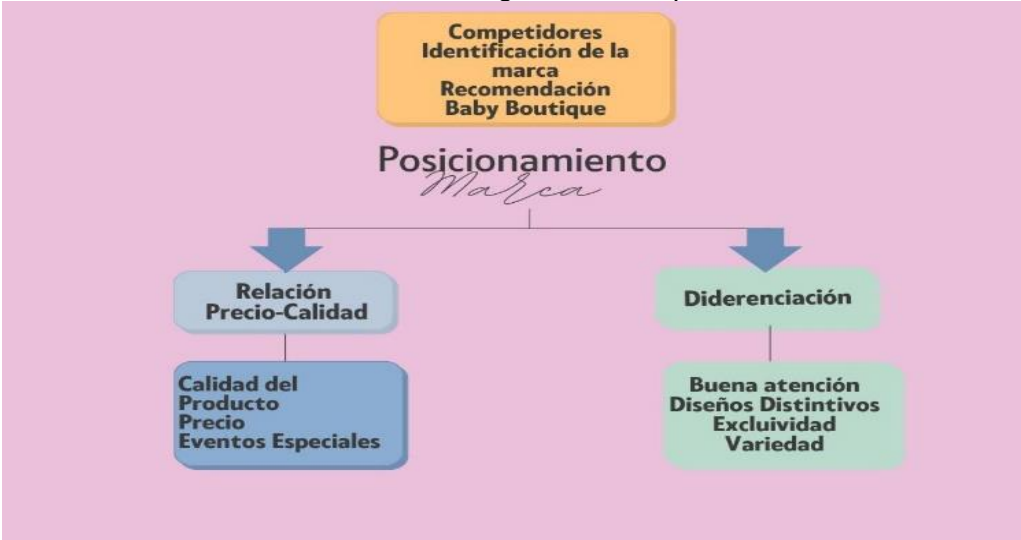 Competidores
Identificación de la
marca
Recomendación
Baby Boutique
Posicionamiento
Marca
Relación
Precio-Calidad
Diderenciación
Calidad del
Producto
Precio
Eventos Especiales
Buena atención
Diseños Distintivos
Excluividad
Variedad